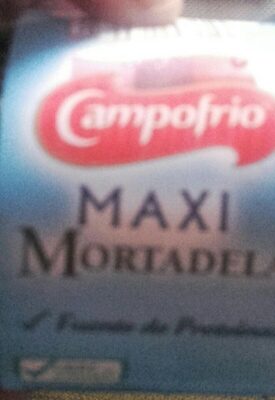 Campofrio
MAXI
MORTADELA
Fuente de Proteínas